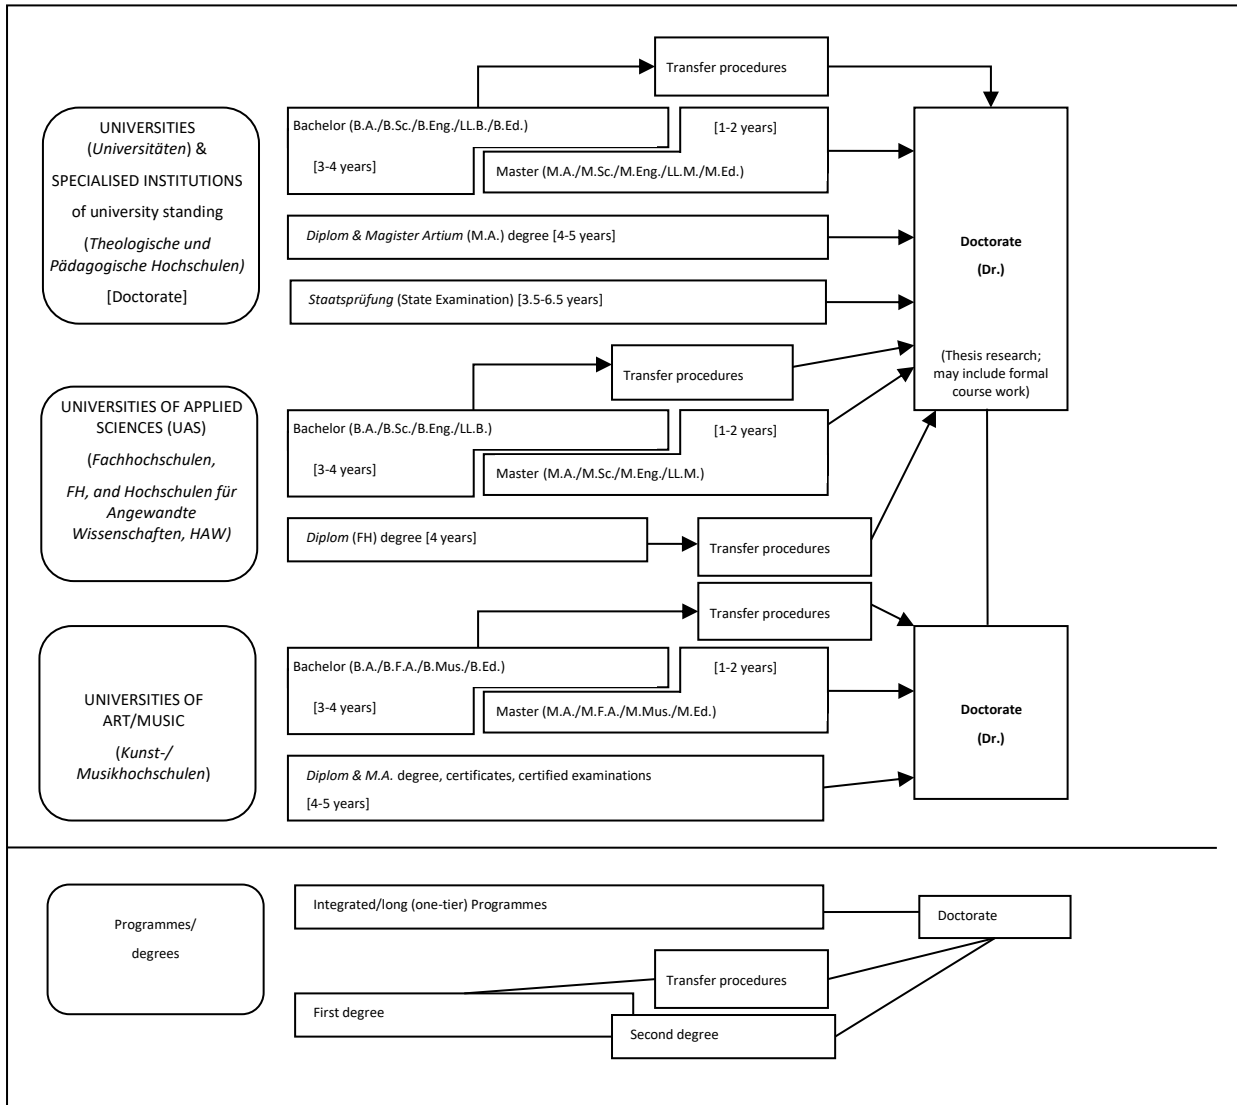 Transfer procedures
UNIVERSITIES
(Universitäten) &
SPECIALISED INSTITUTIONS
of university standing
(Theologische und
Pädagogische Hochschulen)
[Doctorate]
Bachelor (B.A./B.Sc./B.Eng./LL.B./B.Ed.)
[3-4 years]
[1-2 years]
Master (M.A./M.Sc./M.Eng./LL.M./M.Ed.)
Diplom & Magister Artium (M.A.) degree [4-5 years]
Staatsprüfung (State Examination) [3.5-6.5 years]
Doctorate
(Dr.)
(Thesis research;
may include formal
course work)
Transfer procedures
UNIVERSITIES OF APPLIED
SCIENCES (UAS)
(Fachhochschulen,
FH, and Hochschulen für
Angewandte
Wissenschaften, HAW)
Bachelor (B.A./B.Sc./B.Eng./LL.B.)
[3-4 years]
[1-2 years]
Master (M.A./M.Sc./M.Eng./LL.M.)
Diplom (FH) degree [4 years]
Transfer procedures
Transfer procedures
UNIVERSITIES OF
ART/MUSIC
(Kunst-/
Musikhochschulen)
Bachelor (B.A./B.F.A./B.Mus./B.Ed.)
[3-4 years]
[1-2 years]
Master (M.A./M.F.A./M.Mus./M.Ed.)
Diplom & M.A. degree, certificates, certified examinations
[4-5 years]
Doctorate
(Dr.)
Programmes/
degrees
Integrated/long (one-tier) Programmes
Doctorate
Transfer procedures
First degree
Second degree